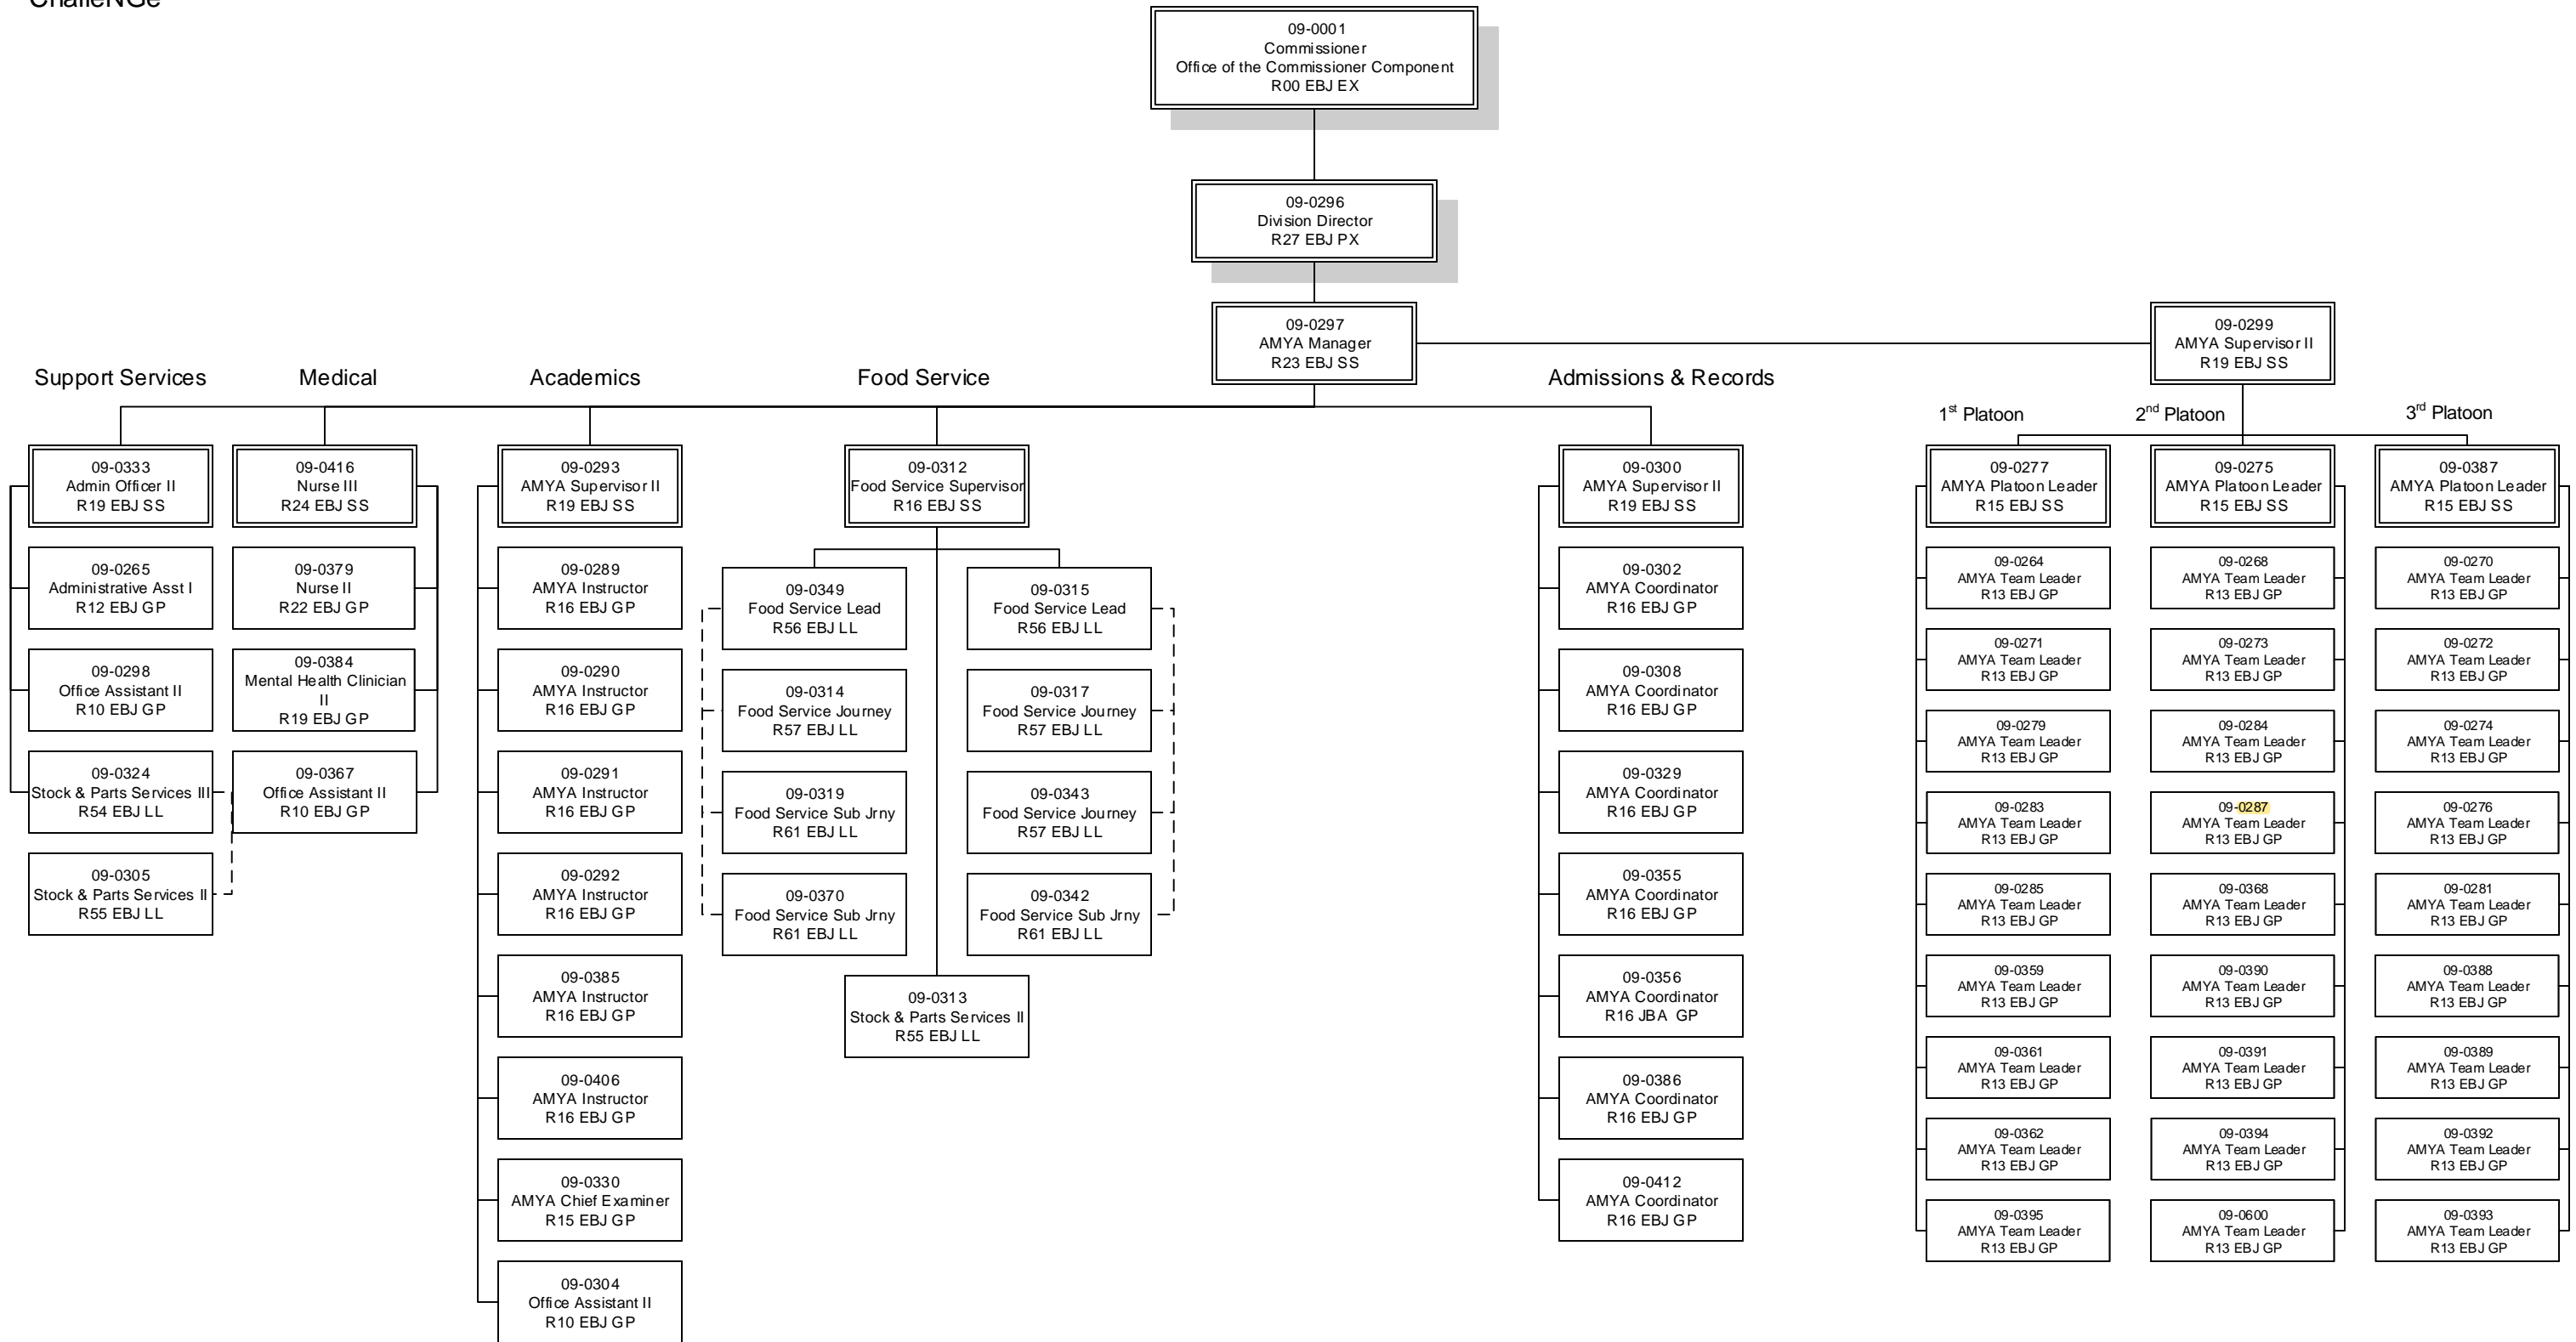 ChalleNGe
09-0001
Commissioner
Office of the Commissioner Component
R00 EBJ EX
09-0296
Division Director
R27 EBJ PX
09-0297
AMYA Manager
R23 EBJ SS
09-0299
AMYA Supervisor II
R19 EBJ SS
Support Services
09-0333
Admin Officer II
R19 EBJ SS
09-0265
Administrative Asst I
R12 EBJ GP
09-0298
Office Assistant II
R10 EBJ GP
09-0324
Stock & Parts Services III
R54 EBJ LL
09-0305
Stock & Parts Services II
R55 EBJ LL
Medical
09-0416
Nurse III
R24 EBJ SS
09-0379
Nurse II
R22 EBJ GP
09-0384
Mental Health Clinician
II
R19 EBJ GP
09-0367
Office Assistant II
R10 EBJ GP
Academics
09-0293
AMYA Supervisor II
R19 EBJ SS
09-0289
AMYA Instructor
R16 EBJ GP
09-0290
AMYA Instructor
R16 EBJ GP
09-0291
AMYA Instructor
R16 EBJ GP
09-0292
AMYA Instructor
R16 EBJ GP
09-0385
AMYA Instructor
R16 EBJ GP
09-0406
AMYA Instructor
R16 EBJ GP
09-0330
AMYA Chief Examiner
R15 EBJ GP
09-0304
Office Assistant II
R10 EBJ GP
Food Service
09-0312
Food Service Supervisor
R16 EBJ SS
09-0349
Food Service Lead
R56 EBJ LL
09-0314
Food Service Journey
R57 EBJ LL
09-0319
Food Service Sub Jrny
R61 EBJ LL
09-0370
Food Service Sub Jrny
R61 EBJ LL
09-0315
Food Service Lead
R56 EBJ LL
09-0317
Food Service Journey
R57 EBJ LL
09-0343
Food Service Journey
R57 EBJ LL
09-0342
Food Service Sub Jrny
R61 EBJ LL
09-0313
Stock & Parts Services II
R55 EBJ LL
Admissions & Records
09-0300
AMYA Supervisor II
R19 EBJ SS
09-0302
AMYA Coordinator
R16 EBJ GP
09-0308
AMYA Coordinator
R16 EBJ GP
09-0329
AMYA Coordinator
R16 EBJ GP
09-0355
AMYA Coordinator
R16 EBJ GP
09-0356
AMYA Coordinator
R16 JBA GP
09-0386
AMYA Coordinator
R16 EBJ GP
09-0412
AMYA Coordinator
R16 EBJ GP
1st Platoon
09-0277
AMYA Platoon Leader
R15 EBJ SS
09-0264
AMYA Team Leader
R13 EBJ GP
09-0271
AMYA Team Leader
R13 EBJ GP
09-0279
AMYA Team Leader
R13 EBJ GP
09-0283
AMYA Team Leader
R13 EBJ GP
09-0285
AMYA Team Leader
R13 EBJ GP
09-0359
AMYA Team Leader
R13 EBJ GP
09-0361
AMYA Team Leader
R13 EBJ GP
09-0362
AMYA Team Leader
R13 EBJ GP
09-0395
AMYA Team Leader
R13 EBJ GP
2nd Platoon
09-0275
AMYA Platoon Leader
R15 EBJ SS
09-0268
AMYA Team Leader
R13 EBJ GP
09-0273
AMYA Team Leader
R13 EBJ GP
09-0284
AMYA Team Leader
R13 EBJ GP
09-0287
AMYA Team Leader
R13 EBJ GP
09-0368
AMYA Team Leader
R13 EBJ GP
09-0390
AMYA Team Leader
R13 EBJ GP
09-0391
AMYA Team Leader
R13 EBJ GP
09-0394
AMYA Team Leader
R13 EBJ GP
09-0600
AMYA Team Leader
R13 EBJ GP
3rd Platoon
09-0387
AMYA Platoon Leader
R15 EBJ SS
09-0270
AMYA Team Leader
R13 EBJ GP
09-0272
AMYA Team Leader
R13 EBJ GP
09-0274
AMYA Team Leader
R13 EBJ GP
09-0276
AMYA Team Leader
R13 EBJ GP
09-0281
AMYA Team Leader
R13 EBJ GP
09-0388
AMYA Team Leader
R13 EBJ GP
09-0389
AMYA Team Leader
R13 EBJ GP
09-0392
AMYA Team Leader
R13 EBJ GP
09-0393
AMYA Team Leader
R13 EBJ GP